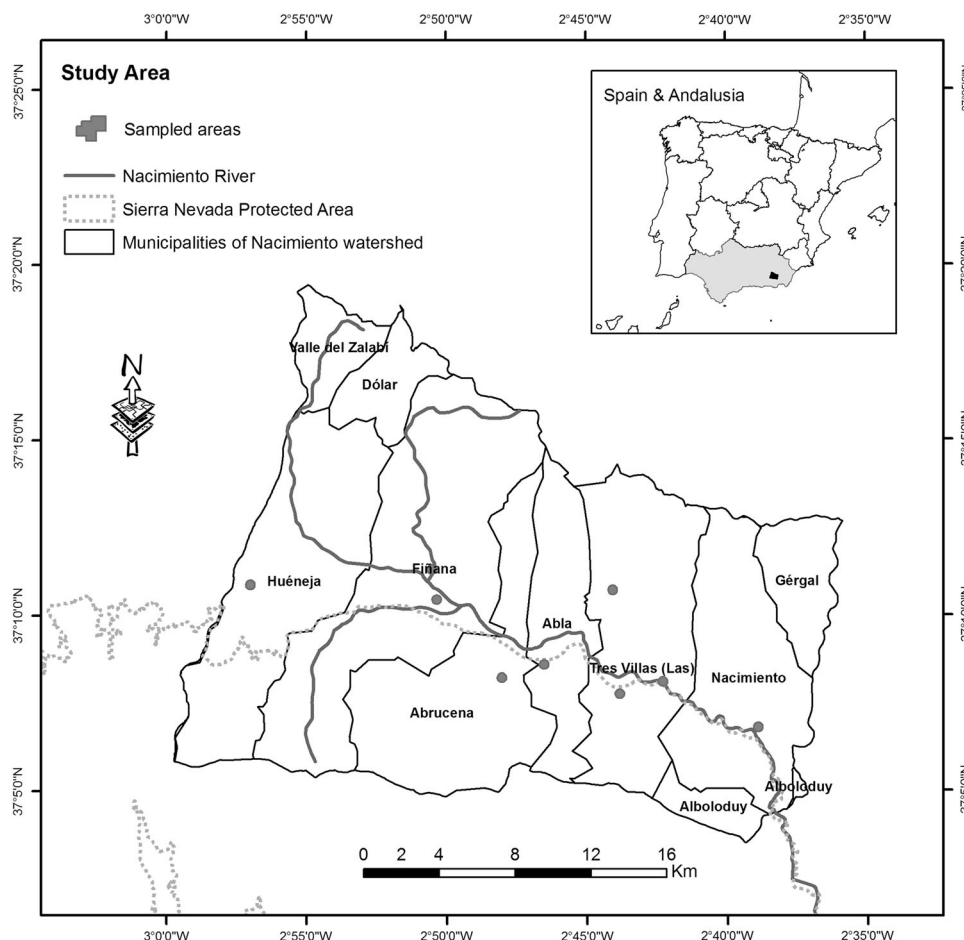 3°0'0"W 2°55'0"W 2°50'0"W 2°45'0"W 2°40'0"W 2°35'0"W
Study Area
Sampled areas
Nacimiento River
Sierra Nevada Protected Area
Municipalities of Nacimiento watershed
Spain & Andalusia
37°25'0"N
37°20'0"N
37°15'0"N
37°10'0"N
37°5'0"N
N
Valle del Zalabí
Dólar
Huéneja
Fiñana
Abla
Gérgal
Tres Villas (Las)
Nacimiento
Abrucena
Alboloduy
Alboloduy
0 2 4 8 12 16
Km
3°0'0"W 2°55'0"W 2°50'0"W 2°45'0"W 2°40'0"W 2°35'0"W